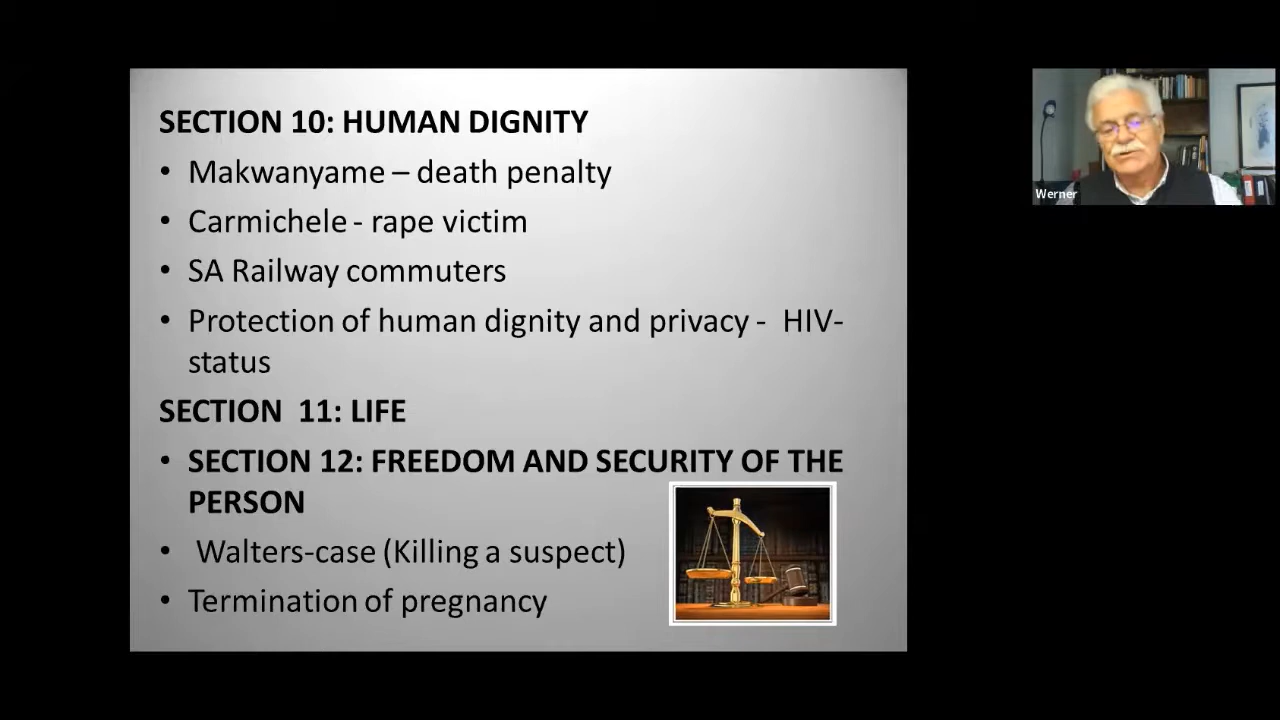 SECTION 10: HUMAN DIGNITY
• Makwanyame – death penalty
• Carmichele - rape victim
• SA Railway commuters
• Protection of human dignity and privacy -  HIV-
status
SECTION  11: LIFE
• SECTION 12: FREEDOM AND SECURITY OF THE
PERSON
•  Walters-case (Killing a suspect)
• Termination of pregnancy
Werner